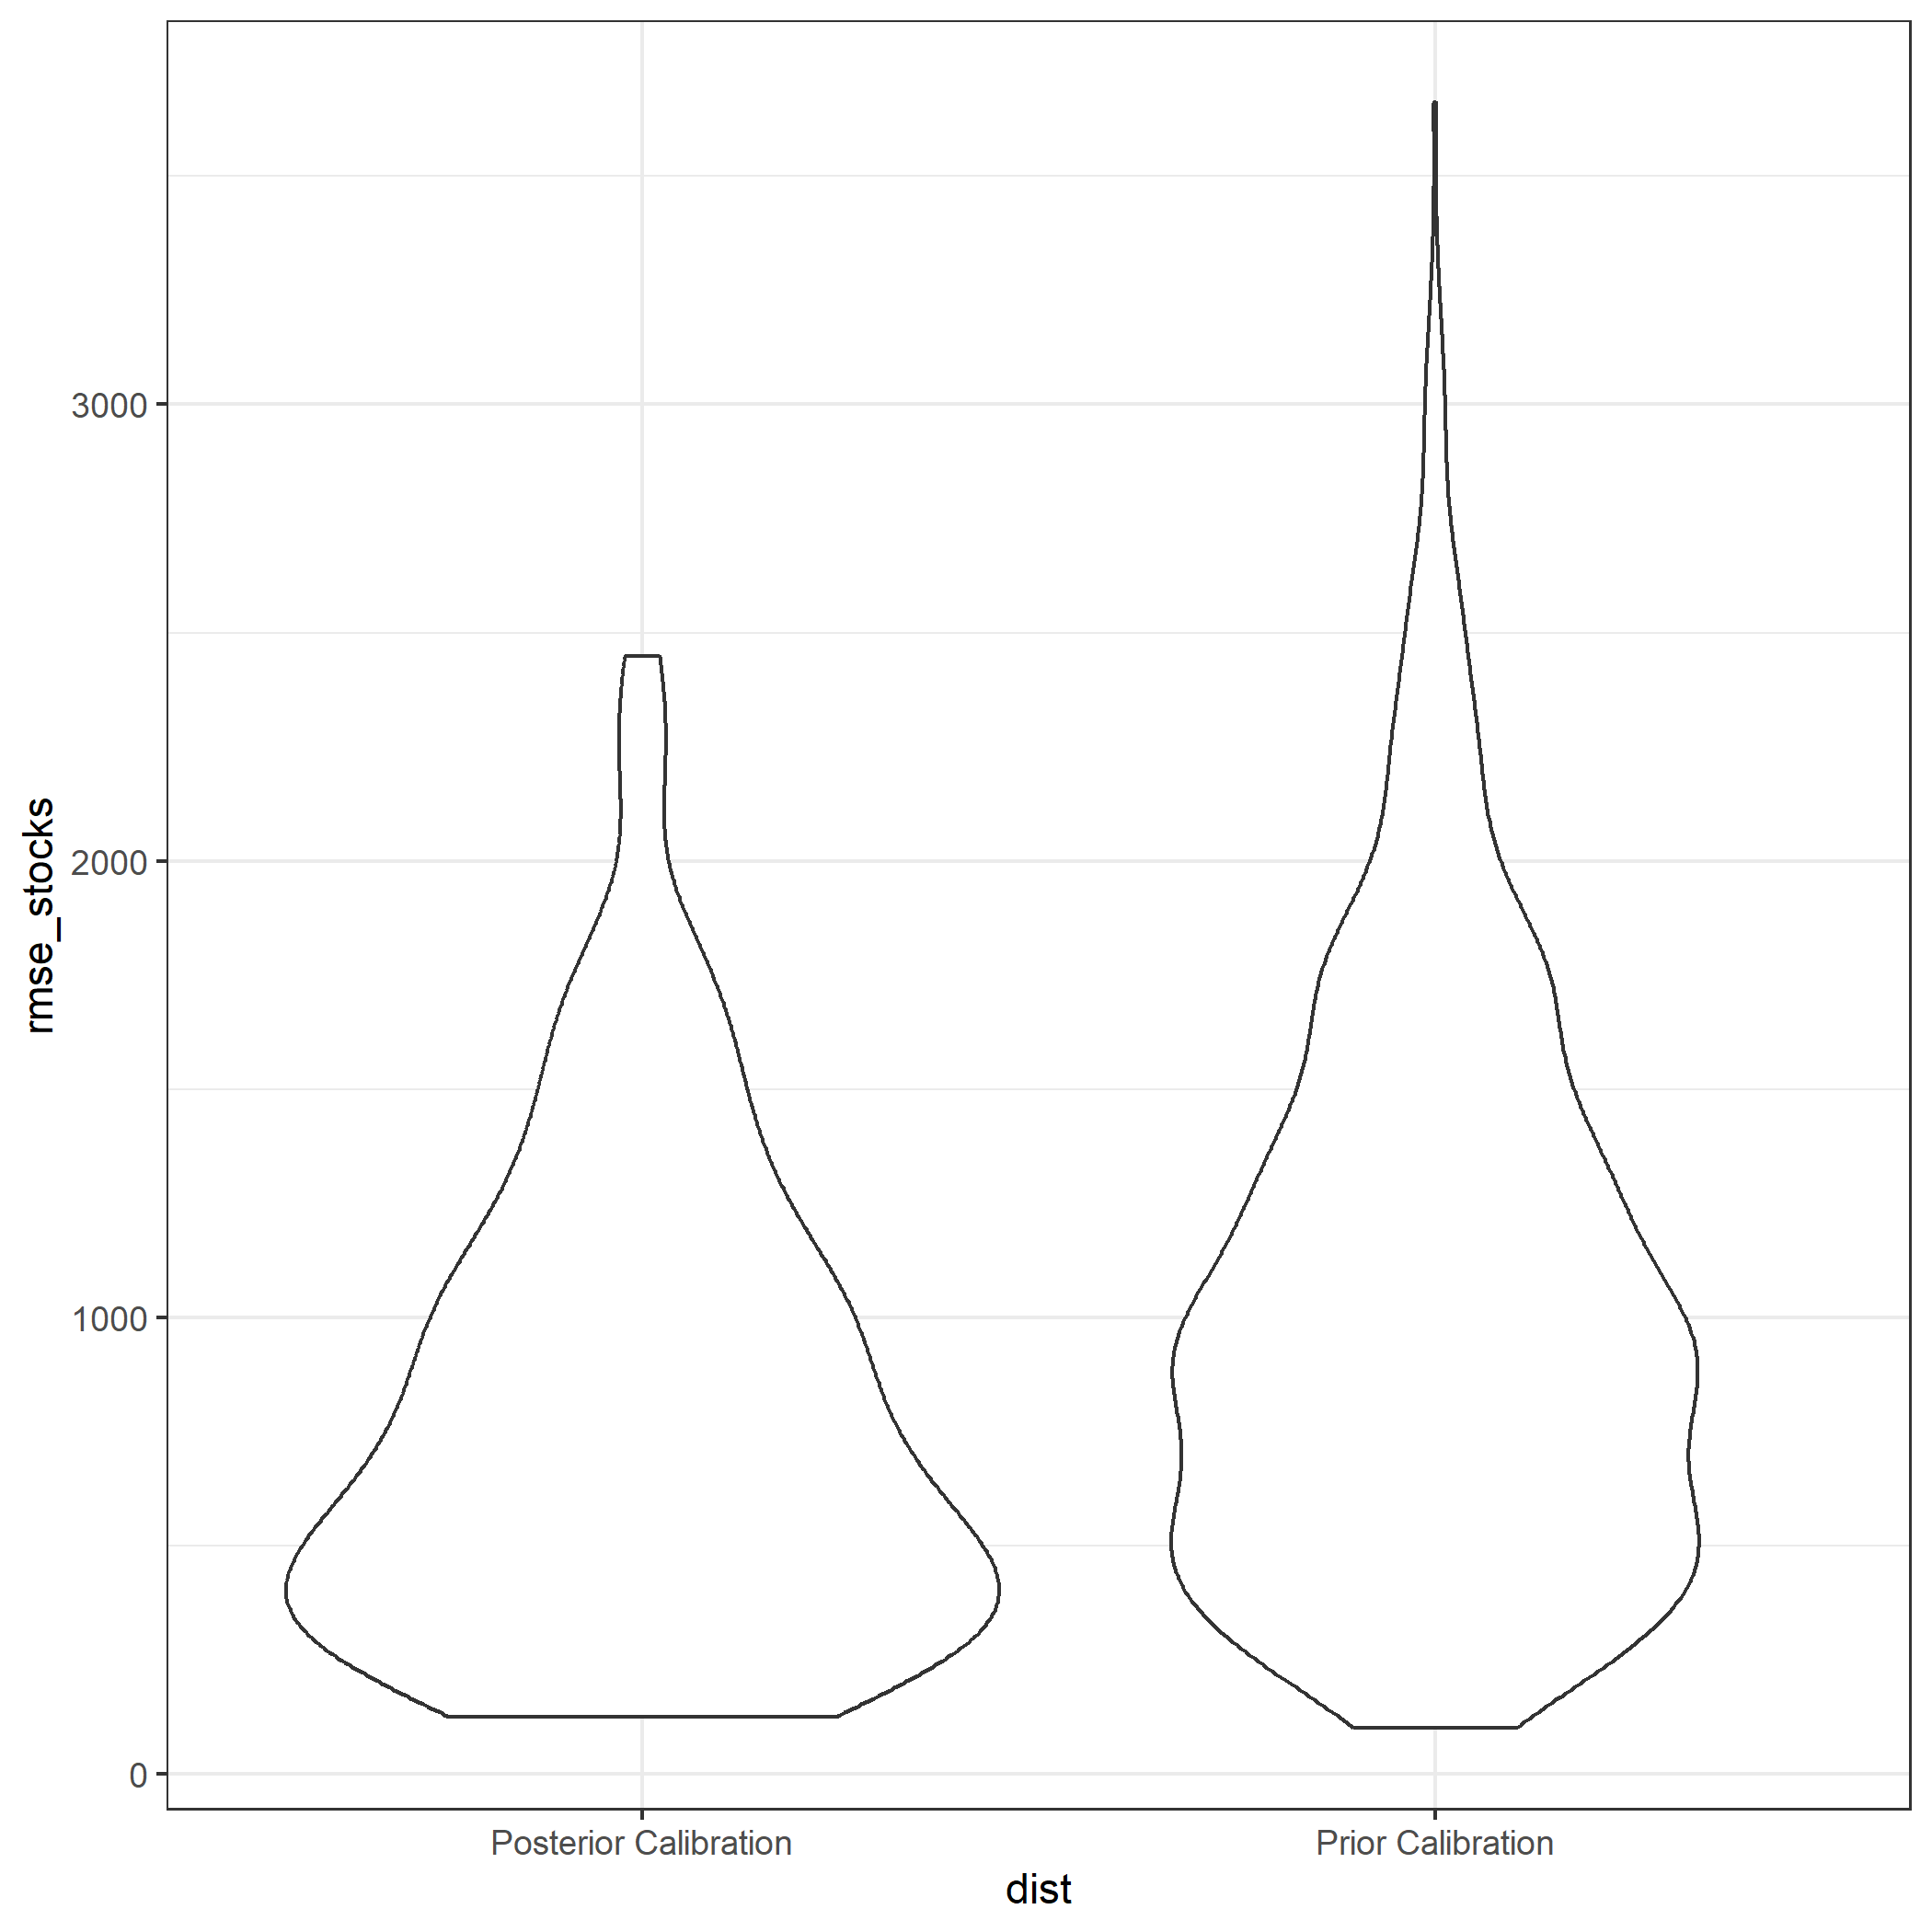 3000
2000
1000
0
rmse_stocks
Posterior Calibration
Prior Calibration
dist